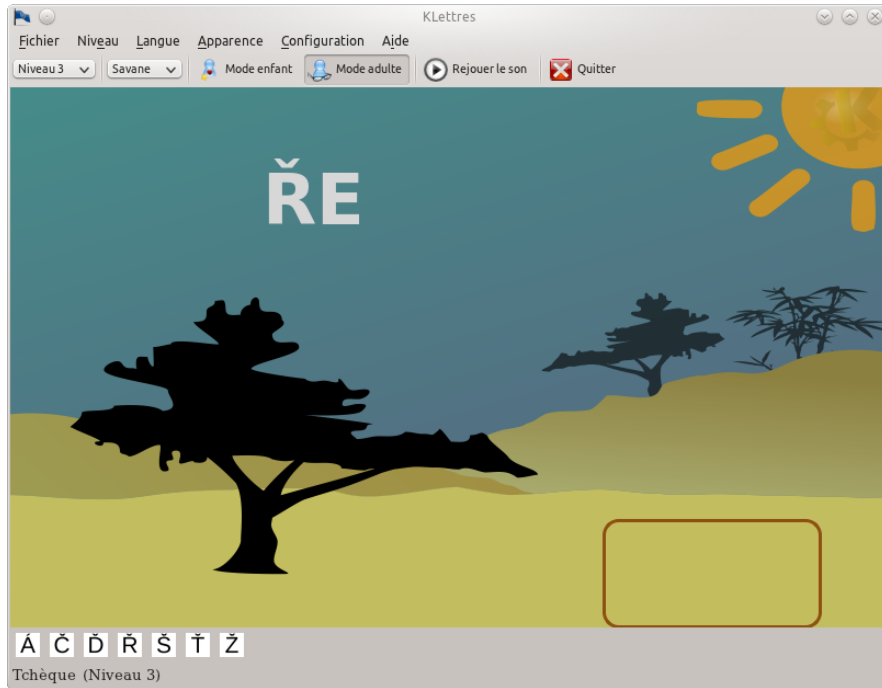 KLettres
Fichier Niveau Langue Apparence Configuration Aide
Niveau 3 Savane Mode enfant Mode adulte Rejouer le son Quitter
ŘE
Á Č Ď Ř Š Ť Ž
Tchèque (Niveau 3)